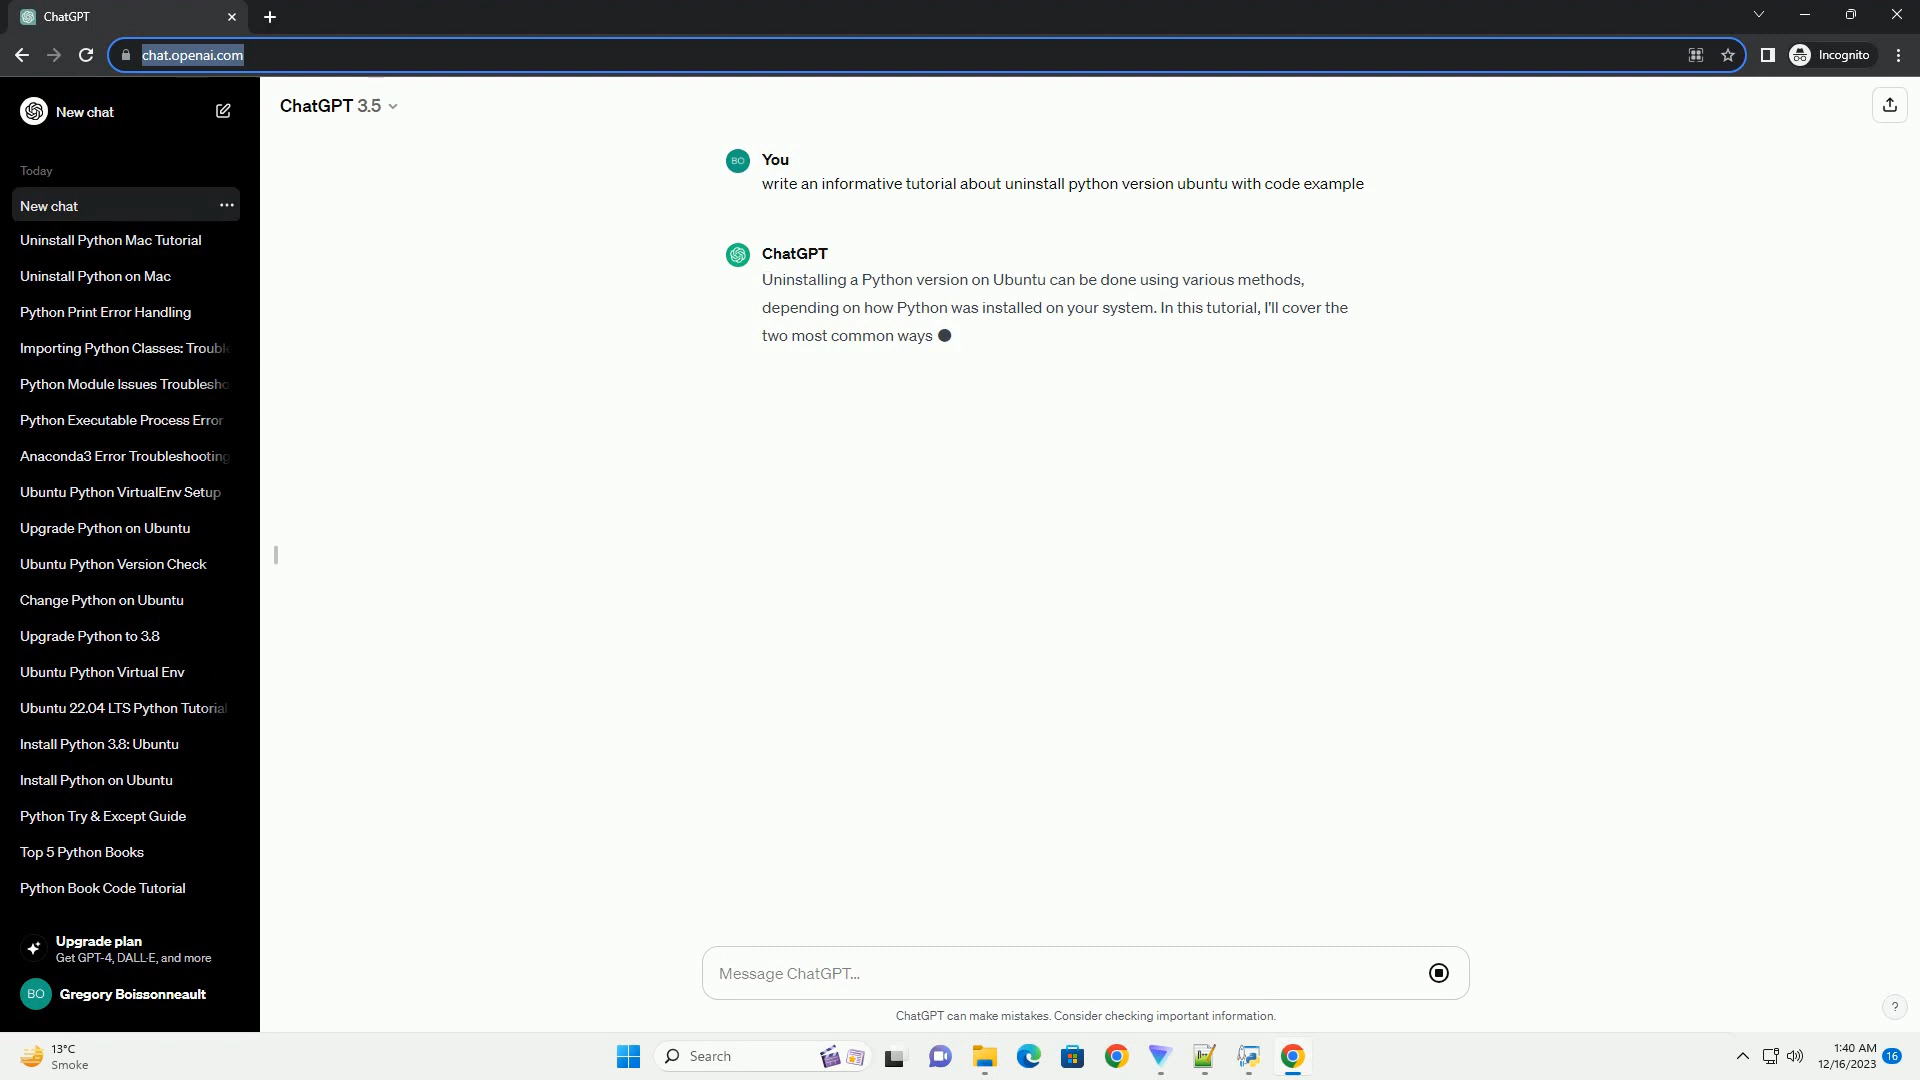 ChatGPT
chat.openai.com
Incognito
New chat
Today
New chat
Uninstall Python Mac Tutorial
Uninstall Python on Mac
Python Print Error Handling
Importing Python Classes: Trouble
Python Module Issues Troublesho
Python Executable Process Error
Anaconda3 Error Troubleshooting
Ubuntu Python VirtualEnv Setup
Upgrade Python on Ubuntu
Ubuntu Python Version Check
Change Python on Ubuntu
Upgrade Python to 3.8
Ubuntu Python Virtual Env
Ubuntu 22.04 LTS Python Tutorial
Install Python 3.8: Ubuntu
Install Python on Ubuntu
Python Try & Except Guide
Top 5 Python Books
Python Book Code Tutorial
Upgrade plan
Get GPT-4, DALL·E, and more
BO Gregory Boissonneault
ChatGPT 3.5
BO You
write an informative tutorial about uninstall python version ubuntu with code example
ChatGPT
Uninstalling a Python version on Ubuntu can be done using various methods,
depending on how Python was installed on your system. In this tutorial, I'll cover the
two most common ways
Message ChatGPT...
ChatGPT can make mistakes. Consider checking important information.
?
13°C
Smoke
Search
1:40 AM
12/16/2023
16